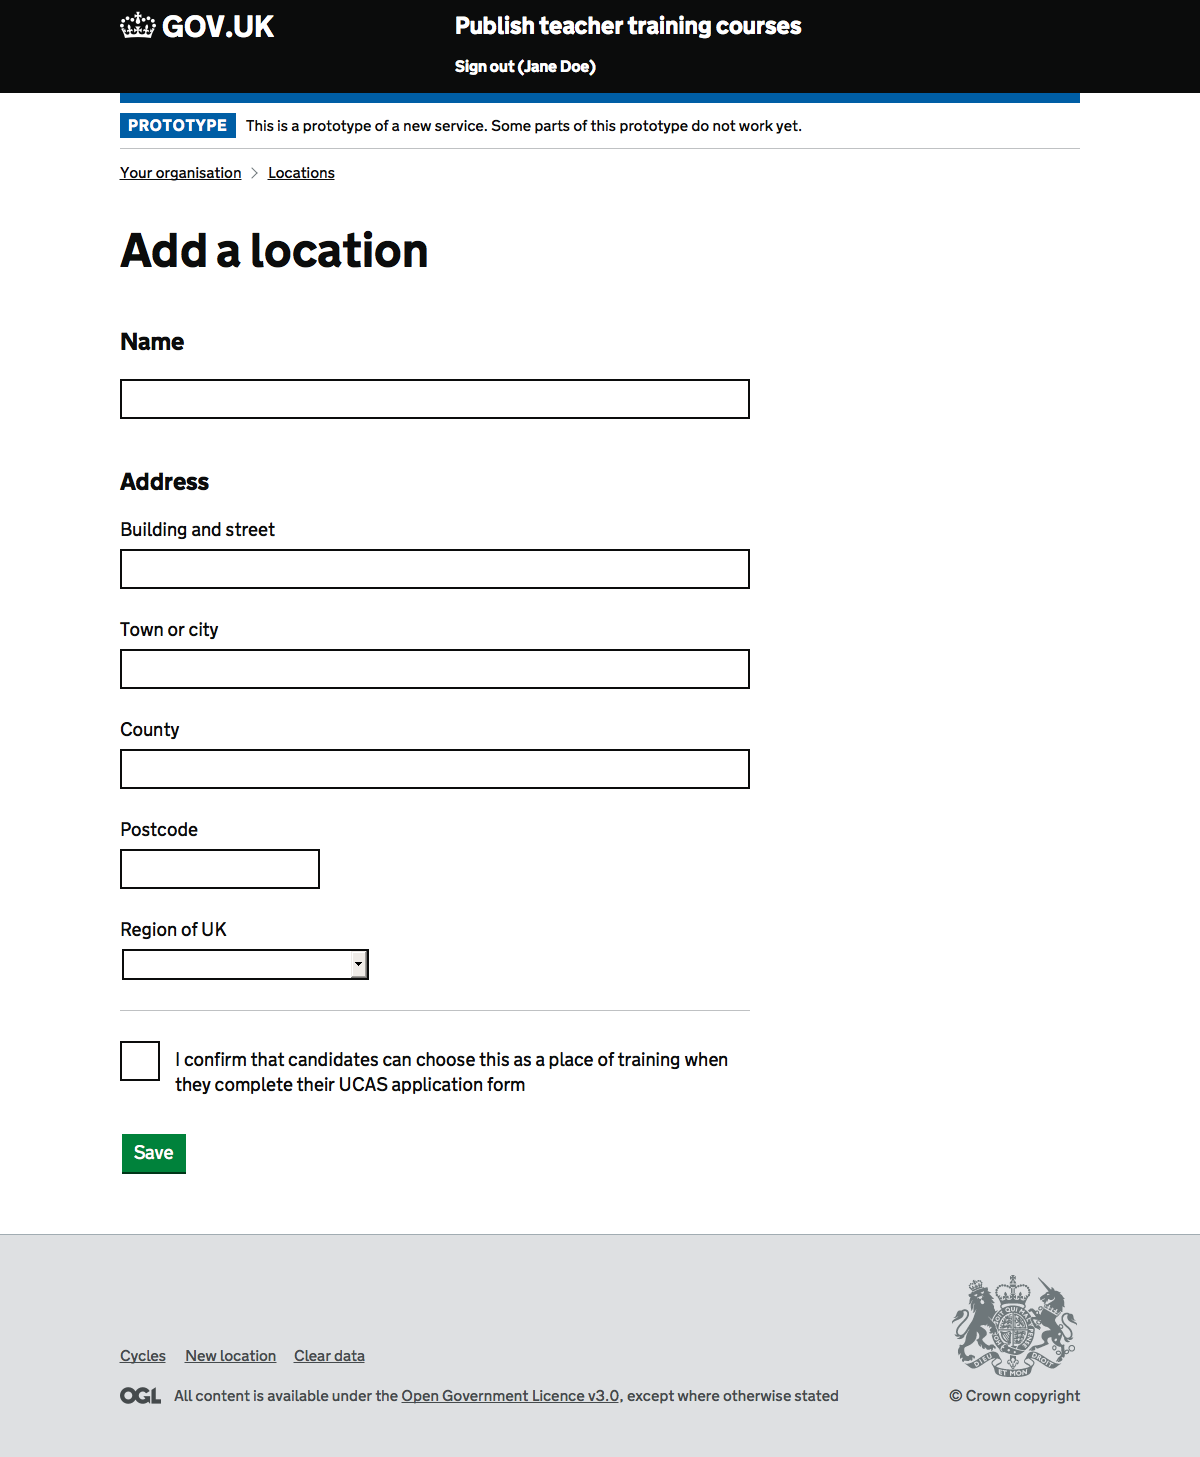 GOV.UK
Publish teacher training courses
Sign out (Jane Doe)
PROTOTYPE This is a prototype of a new service. Some parts of this prototype do not work yet.
Your organisation > Locations
Add a location
Name
Address
Building and street
Town or city
County
Postcode
Region of UK
I confirm that candidates can choose this as a place of training when
they complete their UCAS application form
Save
Cycles New location Clear data
OGL All content is available under the Open Government Licence v3.0, except where otherwise stated
DIEU ET MON DROIT
© Crown copyright